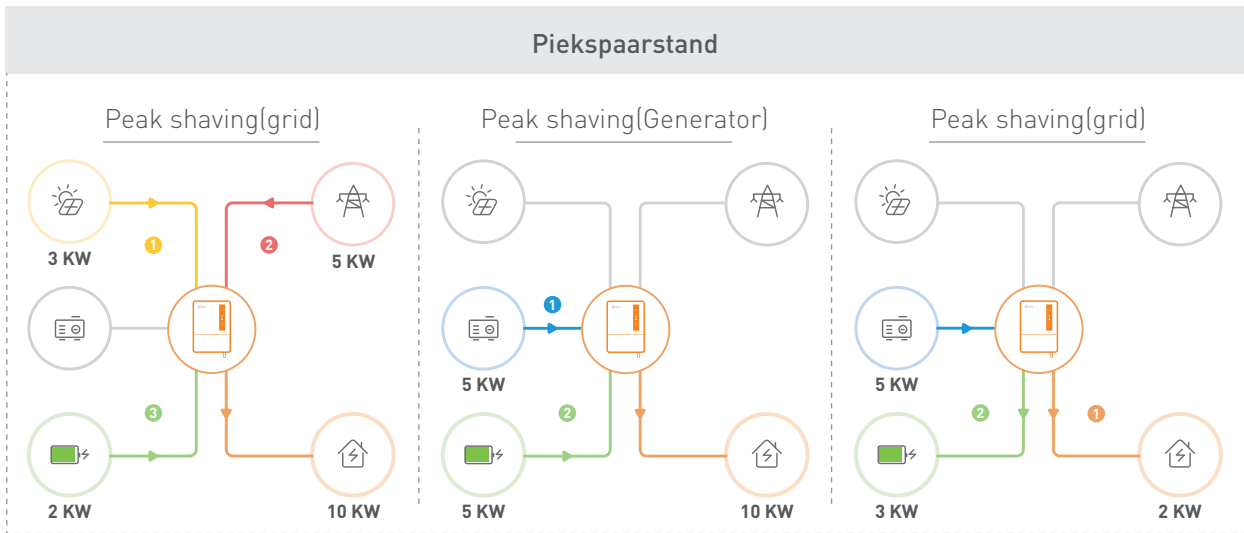 Piekspaarstand
Peak shaving(grid)
1
2
3 KW
5 KW
3
2 KW
10 KW
Peak shaving(Generator)
1
5 KW
2
5 KW
10 KW
Peak shaving(grid)
5 KW
2
1
3 KW
2 KW